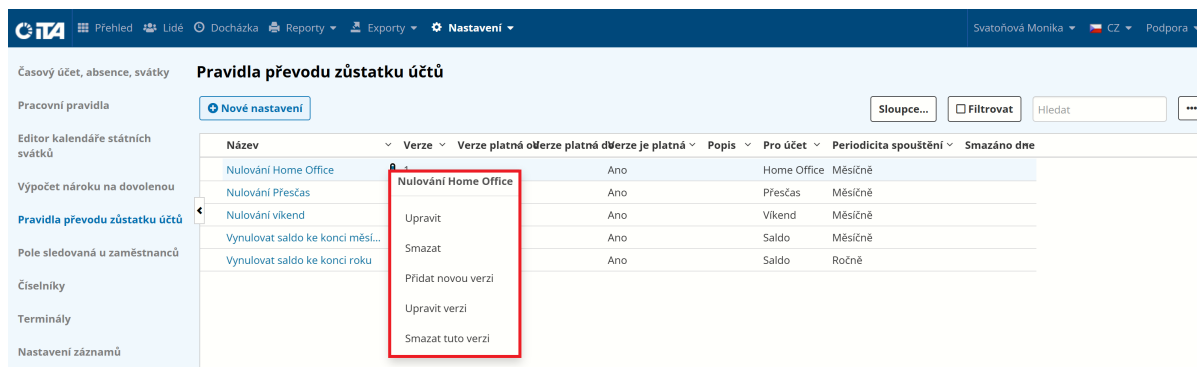 iTA Přehled Lidé Docházka Reporty Exporty Nastavení Svatoňová Monika CZ Podpora
Časový účet, absence, svátky
Pracovní pravidla
Editor kalendáře státních
svátků
Výpočet nároku na dovolenou
Pravidla převodu zůstatku účtů
Pole sledovaná u zaměstnanců
Číselníky
Terminály
Nastavení záznamů
Pravidla převodu zůstatku účtů
Nové nastavení Sloupce... Filtrovat Hledat ...
Název Verze Verze platná od Verze platná do Verze je platná Popis Pro účet Periodicita spouštění Smazáno dne
Nulování Home Office 1 Ano Home Office Měsíčně
Nulování Přesčas Ano Přesčas Měsíčně
Nulování víkend Ano Víkend Měsíčně
Vynulovat saldo ke konci měsí... Ano Saldo Měsíčně
Vynulovat saldo ke konci roku Ano Saldo Ročně
Nulování Home Office
Upravit
Smazat
Přidat novou verzi
Upravit verzi
Smazat tuto verzi